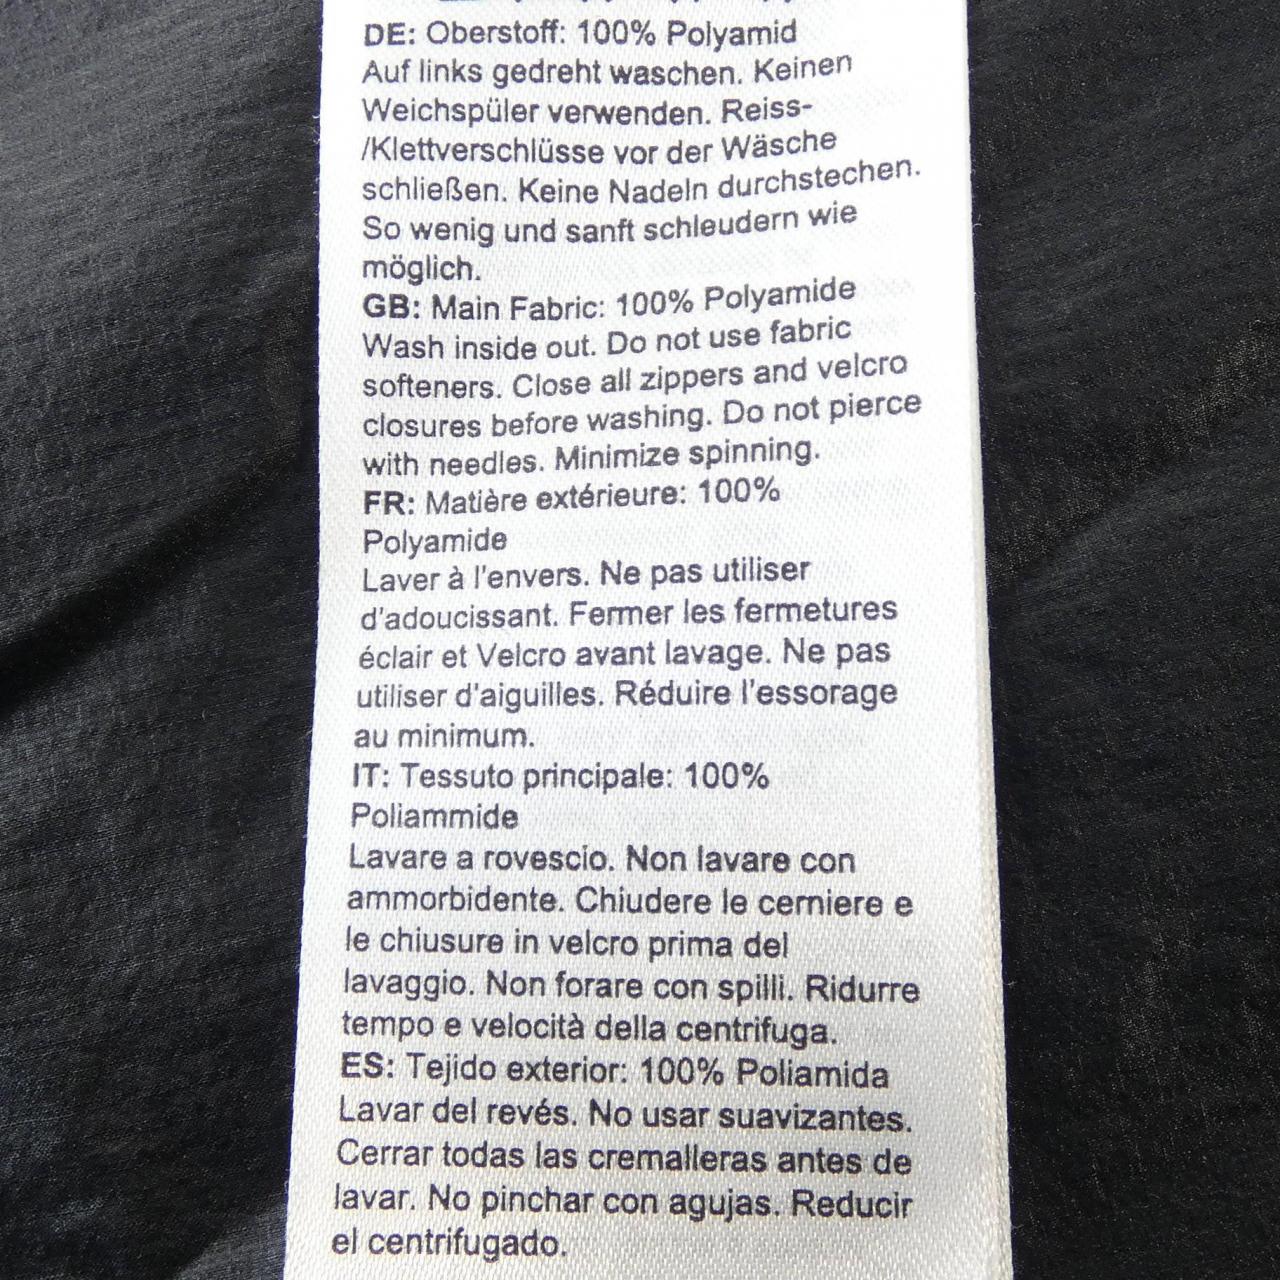 DE: Oberstoff: 100% Polyamid
Auf links gedreht waschen. Keinen
Weichspüler verwenden. Reiss-
/Klettverschlüsse vor der Wäsche
schließen. Keine Nadeln durchstechen.
So wenig und sanft schleudern wie
möglich.
GB: Main Fabric: 100% Polyamide
Wash inside out. Do not use fabric
softeners. Close all zippers and velcro
closures before washing. Do not pierce
with needles. Minimize spinning.
FR: Matière extérieure: 100%
Polyamide
Laver à l'envers. Ne pas utiliser
d'adoucissant. Fermer les fermetures
éclair et Velcro avant lavage. Ne pas
utiliser d'aiguilles. Réduire l'essorage
au minimum.
IT: Tessuto principale: 100%
Poliammide
Lavare a rovescio. Non lavare con
ammorbidente. Chiudere le cerniere e
le chiusure in velcro prima del
lavaggio. Non forare con spilli. Ridurre
tempo e velocità della centrifuga.
ES: Tejido exterior: 100% Poliamida
Lavar del revés. No usar suavizantes.
Cerrar todas las cremalleras antes de
lavar. No pinchar con agujas. Reducir
el centrifugado.